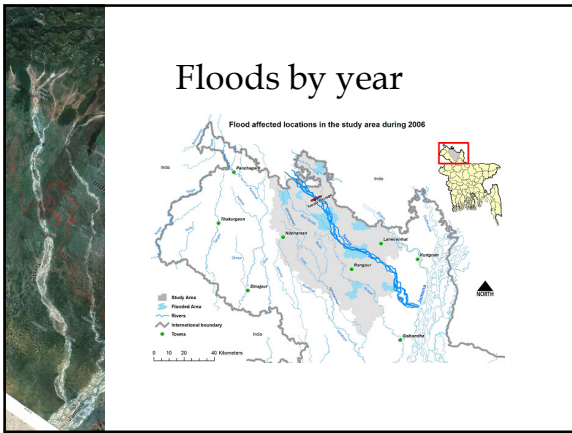 Floods by year
Flood affected locations in the study area during 2006
India
Panchagarh
India
Thakorgaon
Nilphamari
Lalmonirhat
Kurigram
Rangpur
Dinajpur
Gaibandha
India
NORTH
Study Area
Flooded Area
Rivers
International boundary
Towns
0 10 20 40 Kilometers